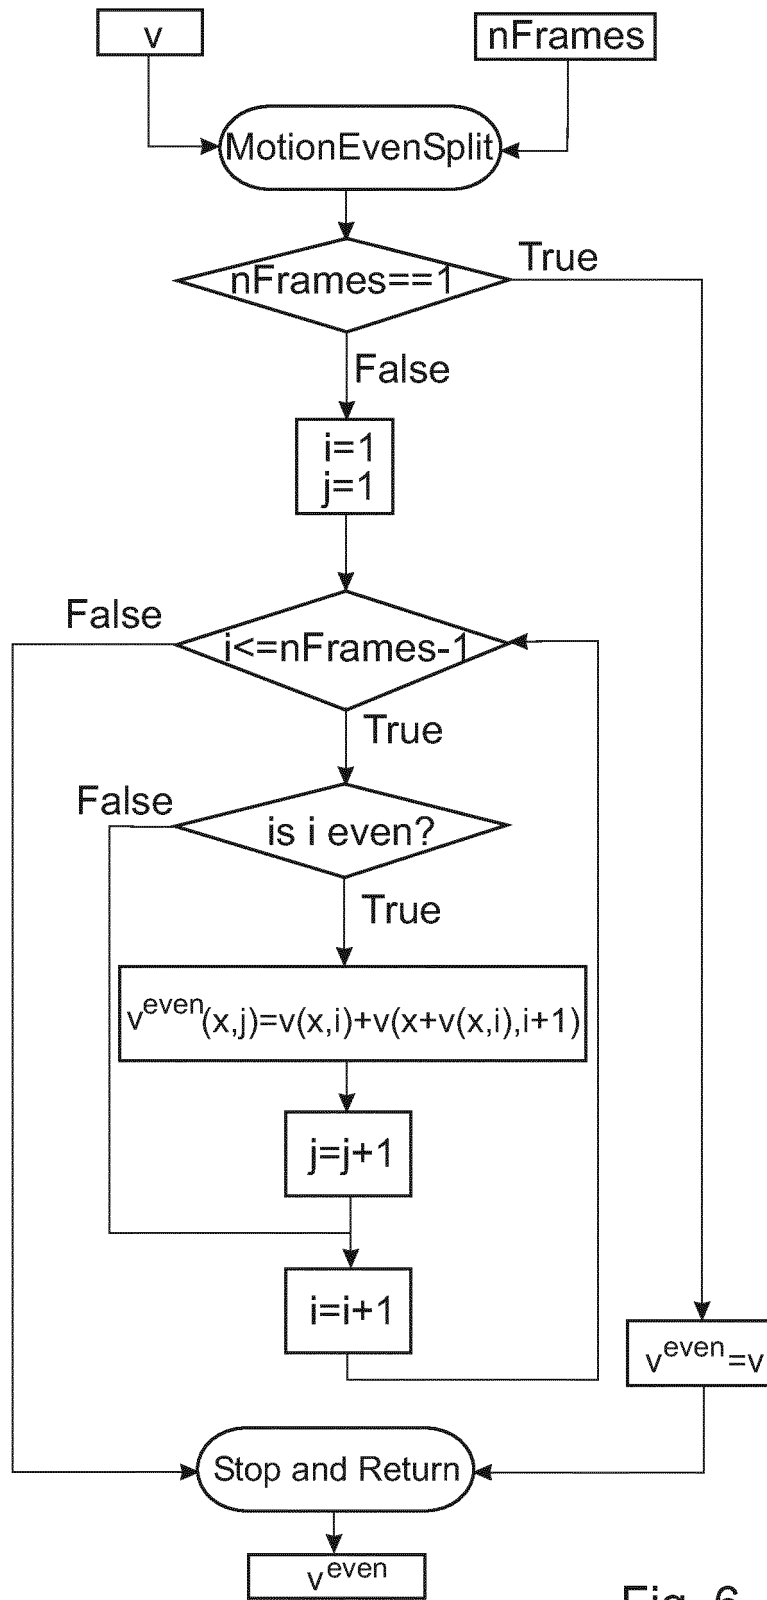 v
nFrames
MotionEvenSplit
nFrames==1
True
False
i=1
j=1
False
i<=nFrames-1
True
False
is i even?
True
v^even(x,j)=v(x,i)+v(x+v(x,i),i+1)
j=j+1
i=i+1
v^even=v
Stop and Return
v^even
Fig. 6